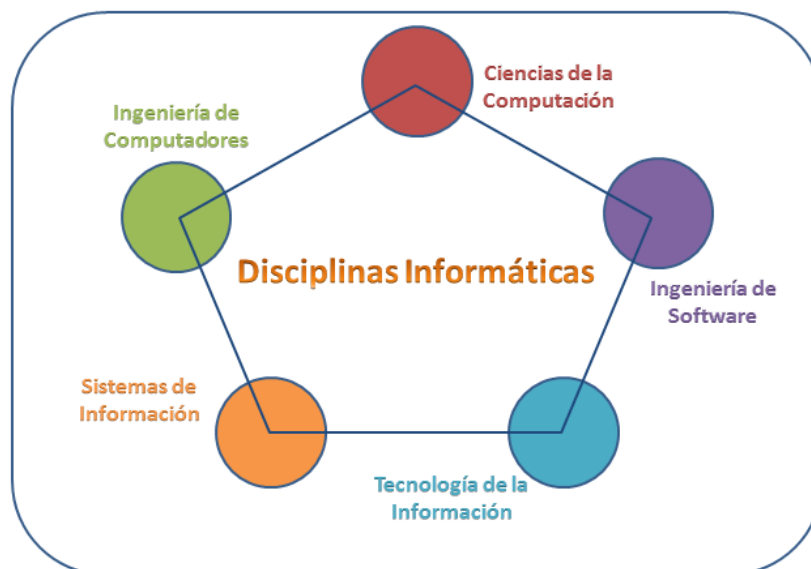 Ciencias de la
Computación
Ingeniería de
Computadores
Disciplinas Informáticas
Ingeniería de
Software
Sistemas de
Información
Tecnología de la
Información